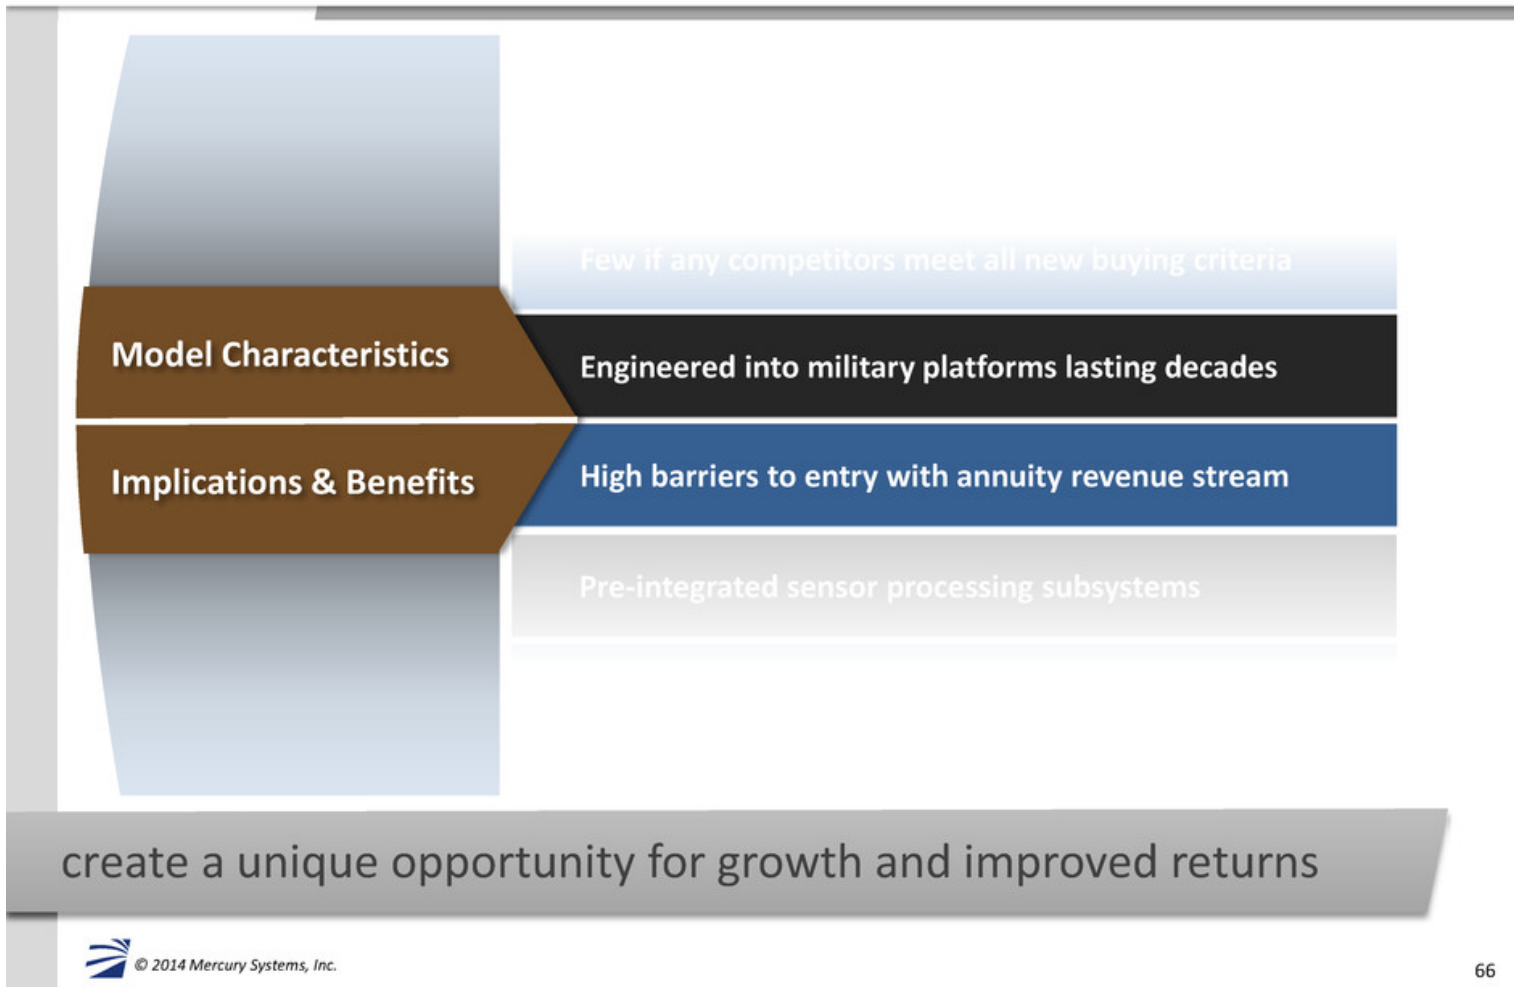 Few if any competitors meet all new buying criteria
Model Characteristics
Engineered into military platforms lasting decades
Implications & Benefits
High barriers to entry with annuity revenue stream
Pre-integrated sensor processing subsystems
create a unique opportunity for growth and improved returns
© 2014 Mercury Systems, Inc.
66